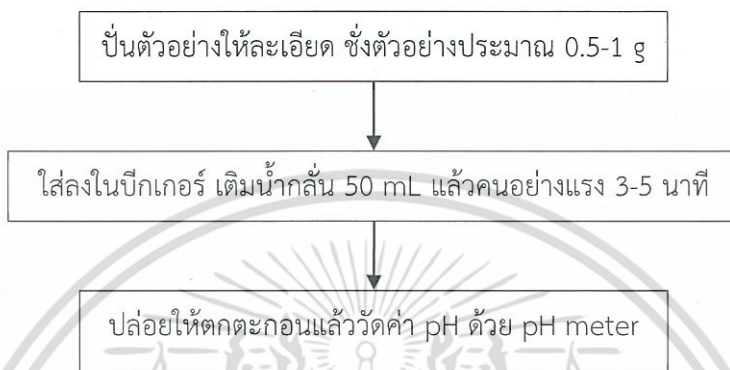 ปั่นตัวอย่างให้ละเอียด ชั่งตัวอย่างประมาณ 0.5-1 g
ใส่ลงในบีกเกอร์ เติมน้ำกลั่น 50 mL แล้วคนอย่างแรง 3-5 นาที
ปล่อยให้ตกตะกอนแล้ววัดค่า pH ด้วย pH meter